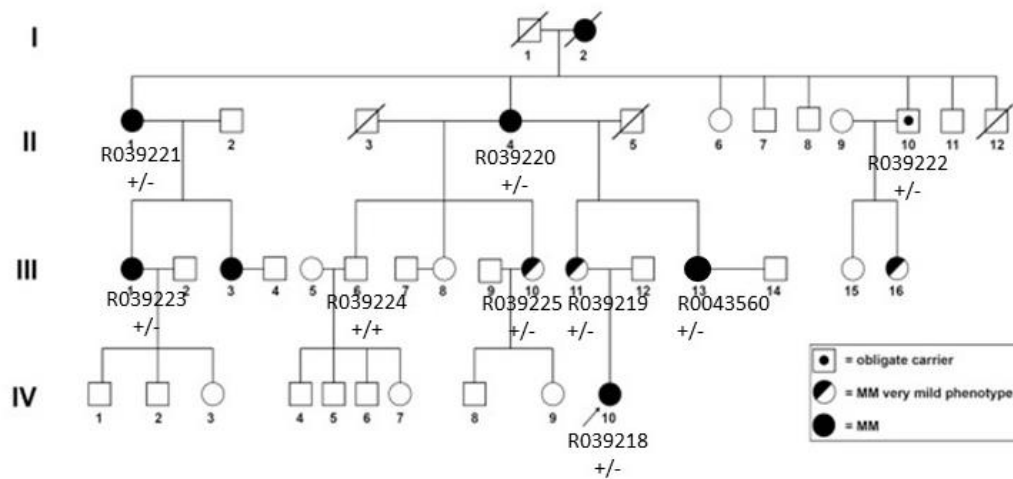 I
1 2
II
1 2 3 4 5 6 7 8 9 10 11 12
R039221 R039220 R039222
+/- +/- +/-
III
1 2 3 4 5 6 7 8 9 10 11 12 13 14 15 16
R039223 R039224 R039225 R039219 R0043560
+/- +/+ +/- +/- +/-
IV
1 2 3 4 5 6 7 8 9 10
R039218
+/-
= obligate carrier
= MM very mild phenotype
= MM